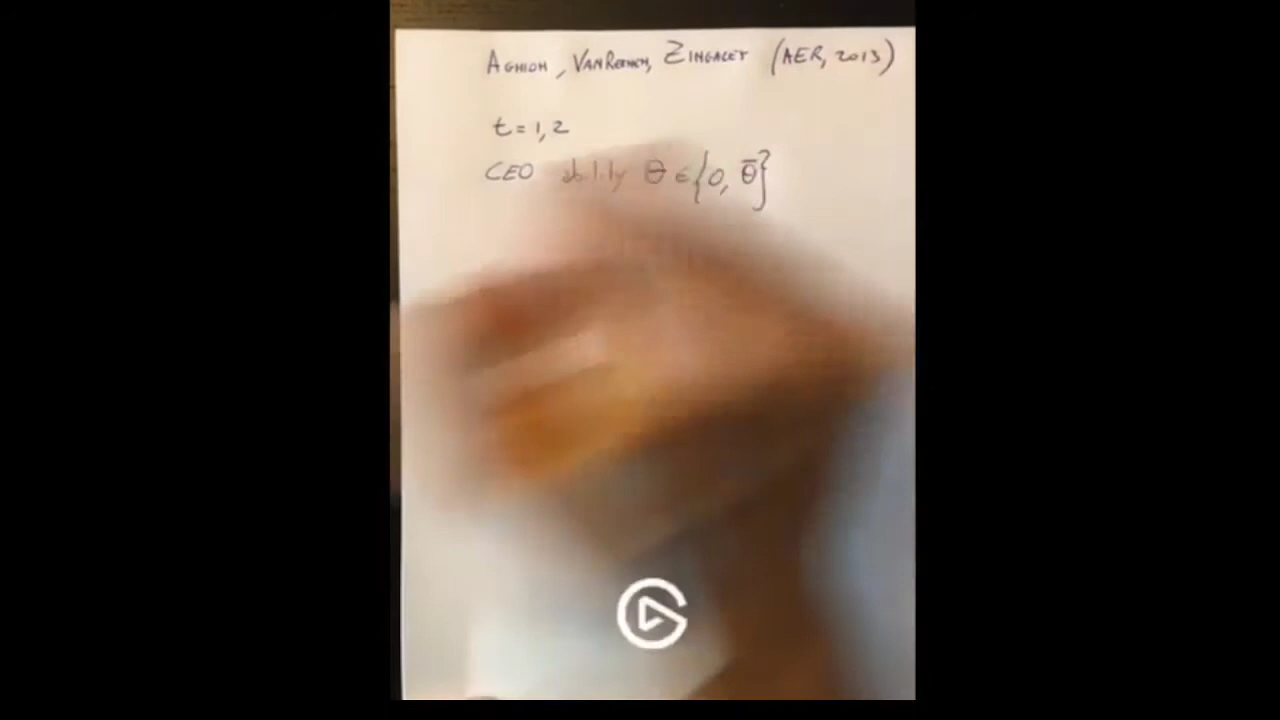 AGHION, VANREENEN, ZINGALES (AER, 2013)
t = 1, 2
CEO ability θ ∈ {0, θ̄}